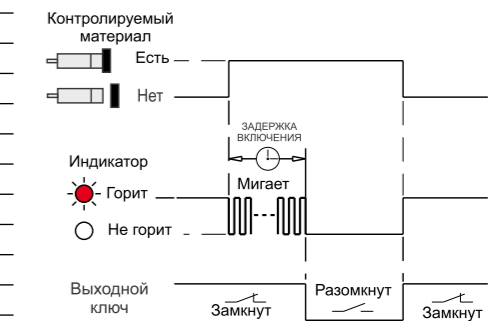 Контролируемый
материал
Есть
Нет
ЗАДЕРЖКА
ВКЛЮЧЕНИЯ
Индикатор
Мигает
Горит
Не горит
Выходной
ключ
Замкнут
Разомкнут
Замкнут